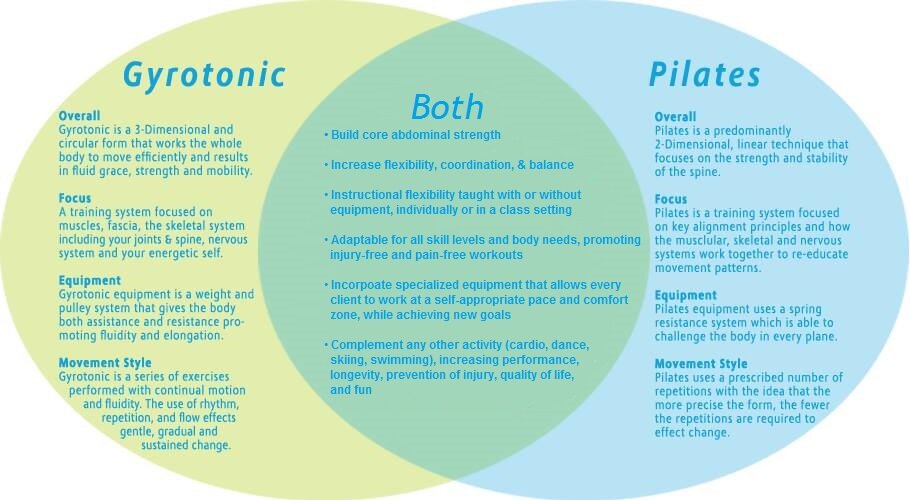 Gyrotonic
Overall
Gyrotonic is a 3-Dimensional and
circular form that works the whole
body to move efficiently and results
in fluid grace, strength and mobility.
Focus
A training system focused on
muscles, fascia, the skeletal system
including your joints & spine, nervous
system and your energetic self.
Equipment
Gyrotonic equipment is a weight and
pulley system that gives the body
both assistance and resistance pro-
moting fluidity and elongation.
Movement Style
Gyrotonic is a series of exercises
performed with continual motion
and fluidity. The use of rhythm,
repetition, and flow effects
gentle, gradual and
sustained change.
Both
• Build core abdominal strength
• Increase flexibility, coordination, & balance
• Instructional flexibility taught with or without
equipment, individually or in a class setting
• Adaptable for all skill levels and body needs, promoting
injury-free and pain-free workouts
• Incorpoate specialized equipment that allows every
client to work at a self-appropriate pace and comfort
zone, while achieving new goals
• Complement any other activity (cardio, dance,
skiing, swimming), increasing performance,
longevity, prevention of injury, quality of life,
and fun
Pilates
Overall
Pilates is a predominantly
2-Dimensional, linear technique that
focuses on the strength and stability
of the spine.
Focus
Pilates is a training system focused
on key alignment principles and how
the musclular, skeletal and nervous
systems work together to re-educate
movement patterns.
Equipment
Pilates equipment uses a spring
resistance system which is able to
challenge the body in every plane.
Movement Style
Pilates uses a prescribed number of
repetitions with the idea that the
more precise the form, the fewer
the repetitions are required to
effect change.